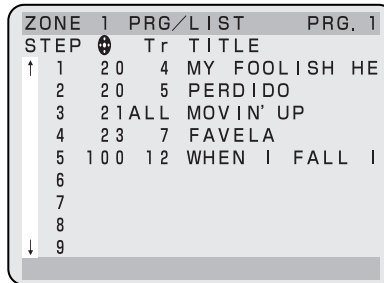 ZONE 1 PRG/LIST PRG. 1
STEP Tr TITLE
↑ 1 20 4 MY FOOLISH HE
2 20 5 PERDIDO
3 21 ALL MOVIN' UP
4 23 7 FAVELA
5 100 12 WHEN I FALL I
6
7
8
↓ 9